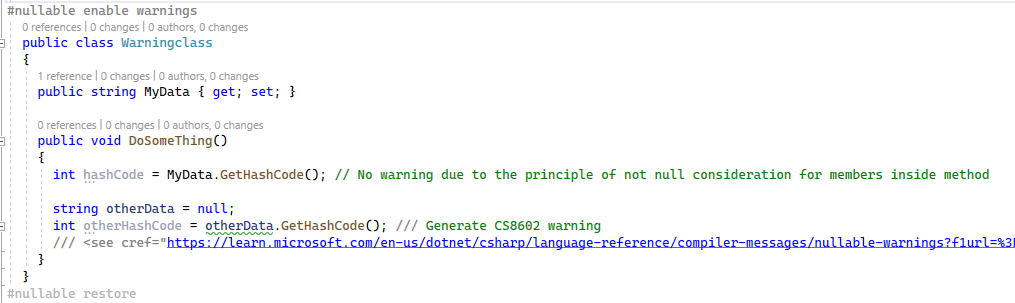 #nullable enable warnings
0 references | 0 changes | 0 authors, 0 changes
public class Warningclass
{
1 reference | 0 changes | 0 authors, 0 changes
public string MyData { get; set; }
0 references | 0 changes | 0 authors, 0 changes
public void DoSomeThing()
{
int hashCode = MyData.GetHashCode(); // No warning due to the principle of not null consideration for members inside method
string otherData = null;
int otherHashCode = otherData.GetHashCode(); /// Generate CS8602 warning
/// <see cref="https://learn.microsoft.com/en-us/dotnet/csharp/language-reference/compiler-messages/nullable-warnings?f1url=%3
}
}
#nullable restore